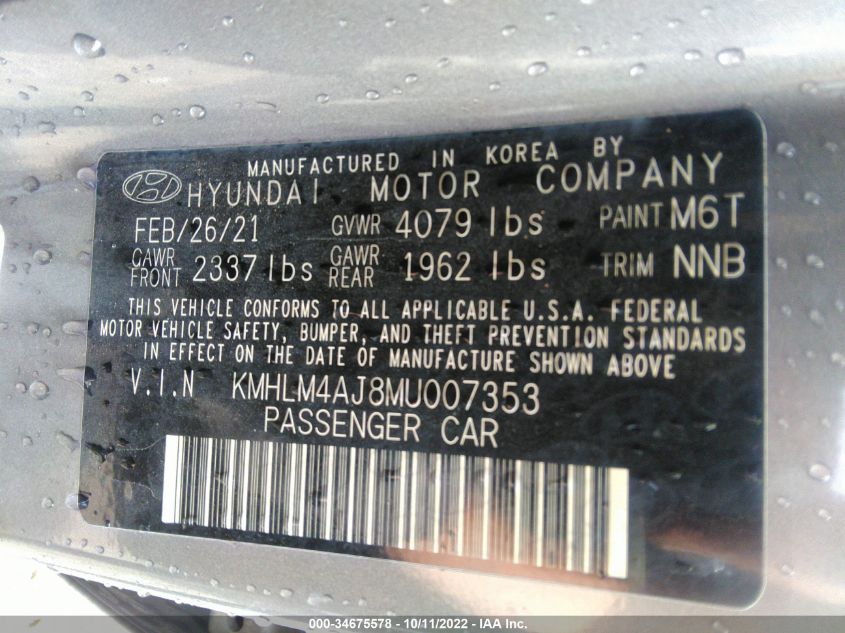 MANUFACTURED IN KOREA BY
HYUNDAI MOTOR COMPANY
FEB/26/21 GVWR 4079 lbs PAINT M6T
GAWR FRONT 2337 lbs GAWR REAR 1962 lbs TRIM NNB
THIS VEHICLE CONFORMS TO ALL APPLICABLE U.S.A. FEDERAL
MOTOR VEHICLE SAFETY, BUMPER, AND THEFT PREVENTION STANDARDS
IN EFFECT ON THE DATE OF MANUFACTURE SHOWN ABOVE
V.I.N KMHLM4AJ8MU007353
PASSENGER CAR
000-34675578 - 10/11/2022 - IAA Inc.